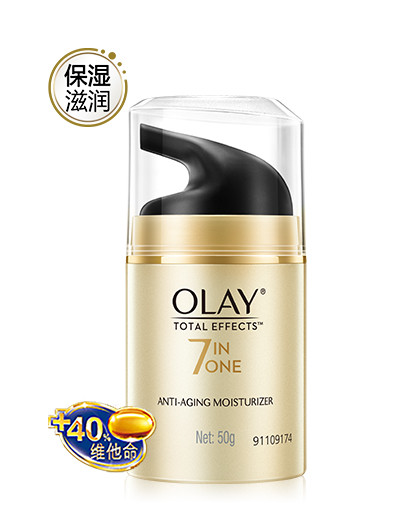 保湿
滋润
OLAY®
TOTAL EFFECTS™
7 IN
ONE
ANTI-AGING MOISTURIZER
Net: 50g
91109174
+40%
维他命